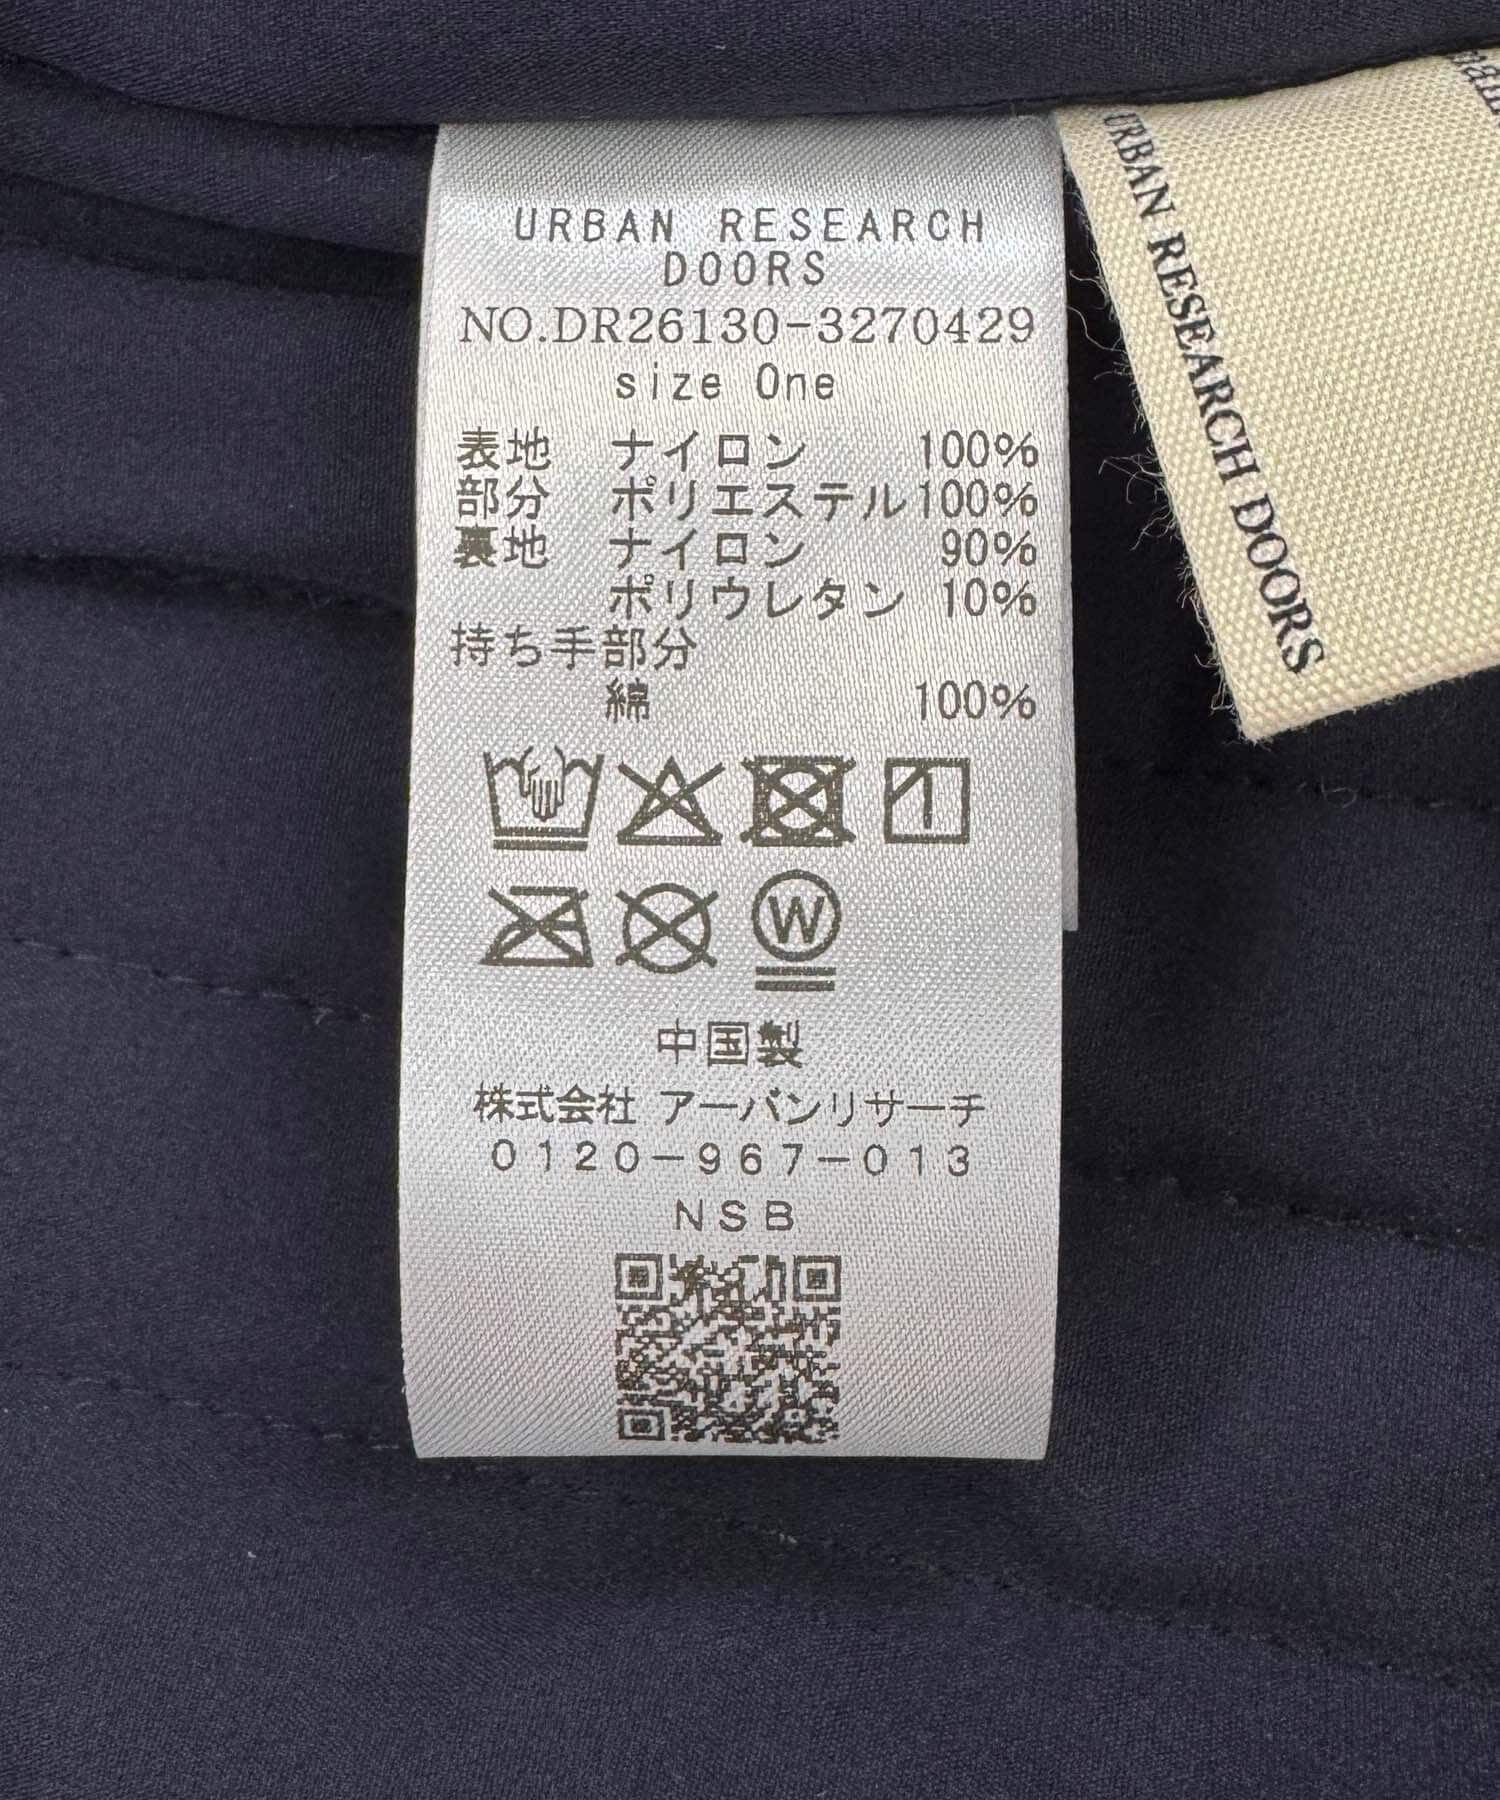 URBAN RESEARCH
DOORS
NO.DR26130-3270429
size One
表地 ナイロン 100%
部分 ポリエステル100%
裏地 ナイロン 90%
ポリウレタン 10%
持ち手部分
綿 100%
W
中国製
株式会社 アーバンリサーチ
0120-967-013
NSB
URBAN RESEARCH DOORS